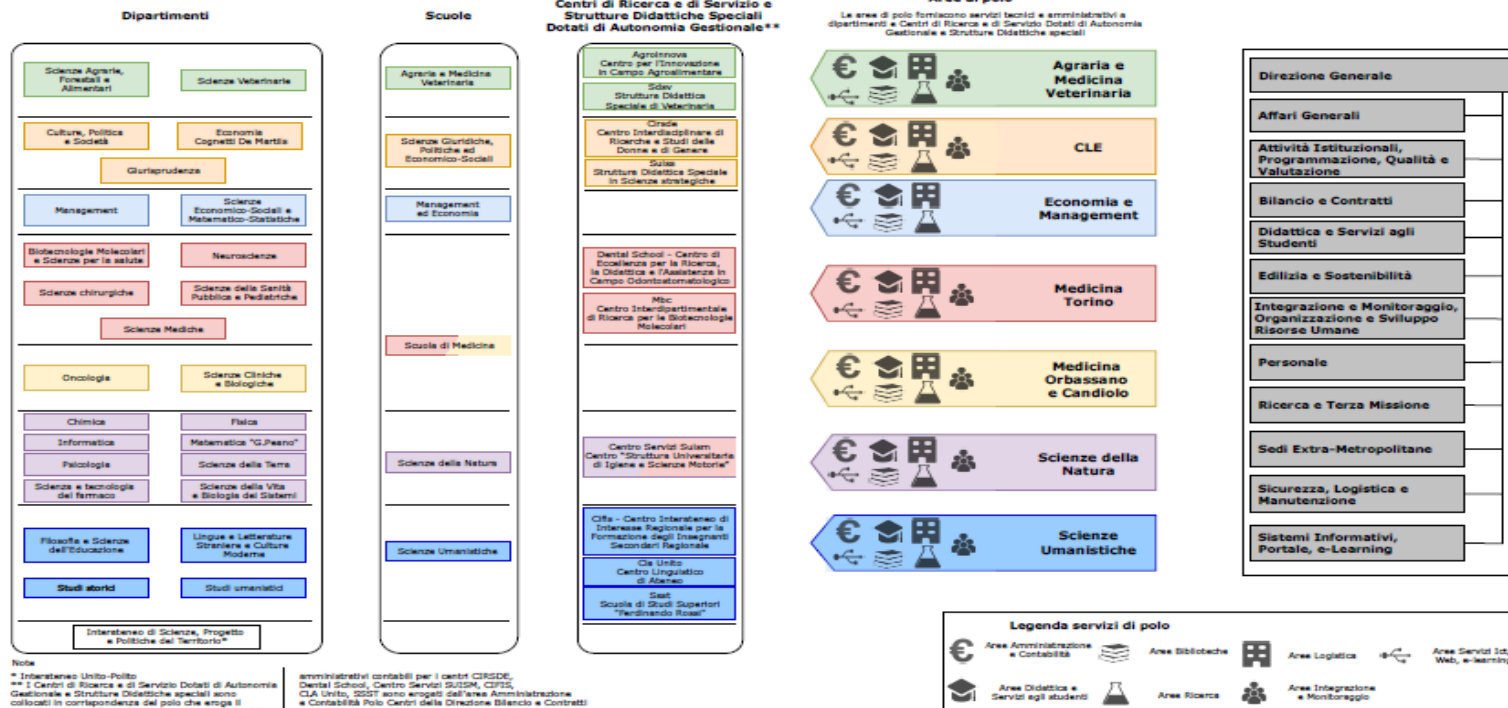 Dipartimenti
Scienze Agrarie,
Forestali e
Alimentari
Scienze Veterinarie
Culture, Politica
e Società
Economia
Cognetti De Martiis
Giurisprudenza
Management
Scienze
Economico-Sociali e
Matematico-Statistiche
Biotecnologie Molecolari
e Scienze per la salute
Neuroscienze
Scienze chirurgiche
Scienze della Sanità
Pubblica e Pediatriche
Scienze Mediche
Oncologia
Scienze Cliniche
e Biologiche
Chimica
Fisica
Informatica
Matematica "G.Peano"
Psicologia
Scienze della Terra
Scienza e tecnologia
del farmaco
Scienze della Vita
e Biologia dei Sistemi
Filosofia e Scienze
dell'Educazione
Lingue e Letterature
Straniere e Culture
Moderne
Studi storici
Studi umanistici
Interateneo di Scienze, Progetto
e Politiche del Territorio*
Scuole
Agraria e Medicina
Veterinaria
Scienze Giuridiche,
Politiche ed
Economico-Sociali
Management
ed Economia
Scuola di Medicina
Scienze della Natura
Scienze Umanistiche
Centri di Ricerca e di Servizio e
Strutture Didattiche Speciali
Dotati di Autonomia Gestionale**
Agroinnova
Centro per l'Innovazione
in Campo Agroalimentare
Sdsv
Struttura Didattica
Speciale di Veterinaria
Cirsde
Centro Interdisciplinare di
Ricerche e Studi delle
Donne e di Genere
Suiss
Struttura Didattica Speciale
in Scienze strategiche
Dental School - Centro di
Eccellenza per la Ricerca,
la Didattica e l'Assistenza in
Campo Odontostomatologico
Mbc
Centro Interdipartimentale
di Ricerca per le Biotecnologie
Molecolari
Centro Servizi Suism
Centro "Struttura Universitaria
di Igiene e Scienze Motorie"
Cifis - Centro Interateneo di
Interesse Regionale per la
Formazione degli Insegnanti
Secondari Regionale
Cla Unito
Centro Linguistico
di Ateneo
Ssst
Scuola di Studi Superiori
"Ferdinando Rossi"
Aree di polo
Le aree di polo forniscono servizi tecnici e amministrativi a
dipartimenti e Centri di Ricerca e di Servizio Dotati di Autonomia
Gestionale e Strutture Didattiche speciali
Agraria e
Medicina
Veterinaria
CLE
Economia e
Management
Medicina
Torino
Medicina
Orbassano
e Candiolo
Scienze della
Natura
Scienze
Umanistiche
Direzione Generale
Affari Generali
Attività Istituzionali,
Programmazione, Qualità e
Valutazione
Bilancio e Contratti
Didattica e Servizi agli
Studenti
Edilizia e Sostenibilità
Integrazione e Monitoraggio,
Organizzazione e Sviluppo
Risorse Umane
Personale
Ricerca e Terza Missione
Sedi Extra-Metropolitane
Sicurezza, Logistica e
Manutenzione
Sistemi Informativi,
Portale, e-Learning
Legenda servizi di polo
Area Amministrazione
e Contabilità
Area Biblioteche
Area Logistica
Area Servizi Ict,
Web, e-learning
Area Didattica e
Servizi agli studenti
Area Ricerca
Area Integrazione
e Monitoraggio
Note
* Interateneo Unito-Polito
** I Centri di Ricerca e di Servizio Dotati di Autonomia
Gestionale e Strutture Didattiche speciali sono
collocati in corrispondenza del polo che eroga il
amministrativi contabili per i centri CIRSDE,
Dental School, Centro Servizi SUISM, CIFIS,
CLA Unito, SSST sono erogati dall'area Amministrazione
e Contabilità Polo Centri della Direzione Bilancio e Contratti